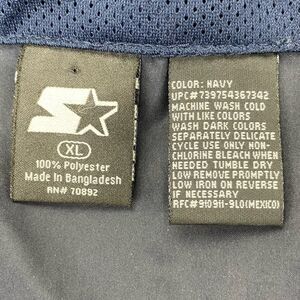 XL
100% Polyester
Made In Bangladesh
RN# 70892
COLOR: NAVY
UPC#739754367342
MACHINE WASH COLD
WITH LIKE COLORS
WASH DARK COLORS
SEPARATELY DELICATE
CYCLE USE ONLY NON-
CHLORINE BLEACH WHEN
NEEDED TUMBLE DRY
LOW REMOVE PROMPTLY
LOW IRON ON REVERSE
IF NECESSARY
RFC#910911-9L0(MEXICO)